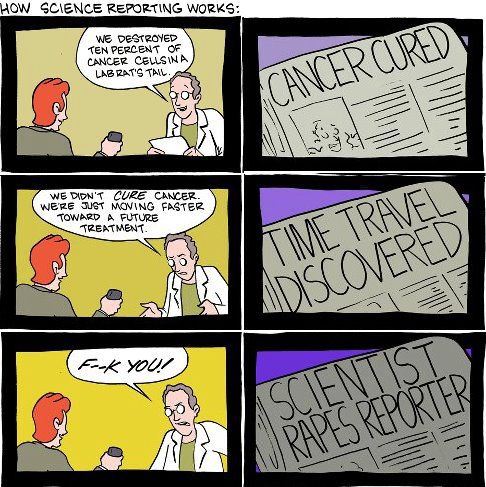 HOW SCIENCE REPORTING WORKS:
WE DESTROYED
TEN PERCENT OF
CANCER CELLS IN A
LAB RAT'S TAIL.
CANCER CURED
WE DIDN'T CURE CANCER.
WE'RE JUST MOVING FASTER
TOWARD A FUTURE
TREATMENT.
TIME TRAVEL
DISCOVERED
F--K YOU!
SCIENTIST
RAPES REPORTER